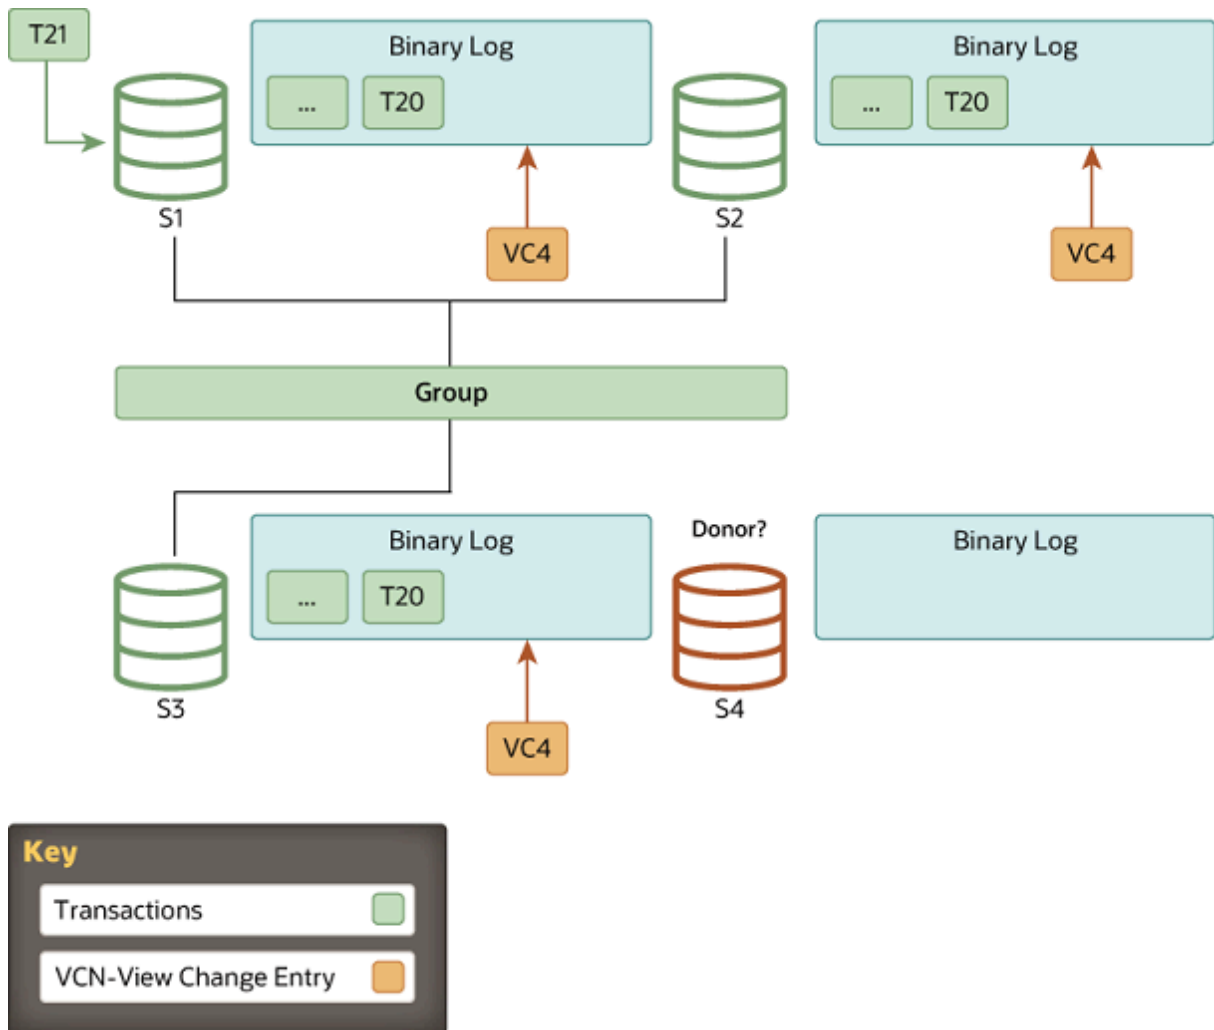 T21
Binary Log
... T20
S1
VC4
Binary Log
... T20
S2
VC4
Group
Binary Log
... T20
S3
VC4
Donor?
S4
Binary Log
Key
Transactions
VCN-View Change Entry